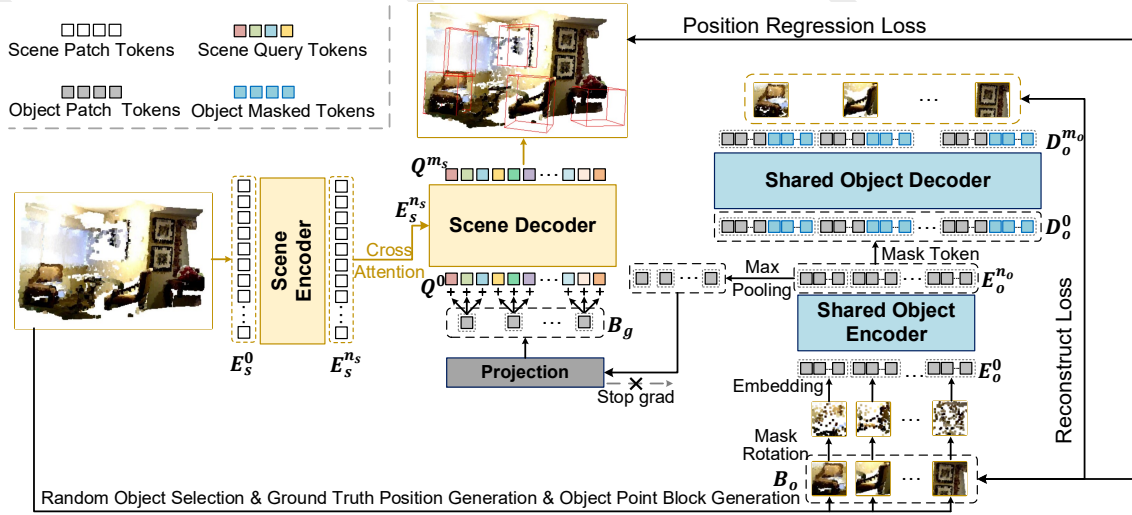 Scene Patch Tokens
Scene Query Tokens
Object Patch Tokens
Object Masked Tokens
Position Regression Loss
Q^{m_s}
E_s^{n_s}
Scene Decoder
Cross
Attention
Q^0
+ + + + + + + + +
B_g
Projection
Stop grad
Scene
Encoder
E_s^0
E_s^{n_s}
D_o^{m_o}
Shared Object Decoder
D_o^0
Mask Token
Max
Pooling
E_o^{n_o}
Shared Object
Encoder
Embedding
E_o^0
Mask
Rotation
B_o
Reconstruct Loss
Random Object Selection & Ground Truth Position Generation & Object Point Block Generation